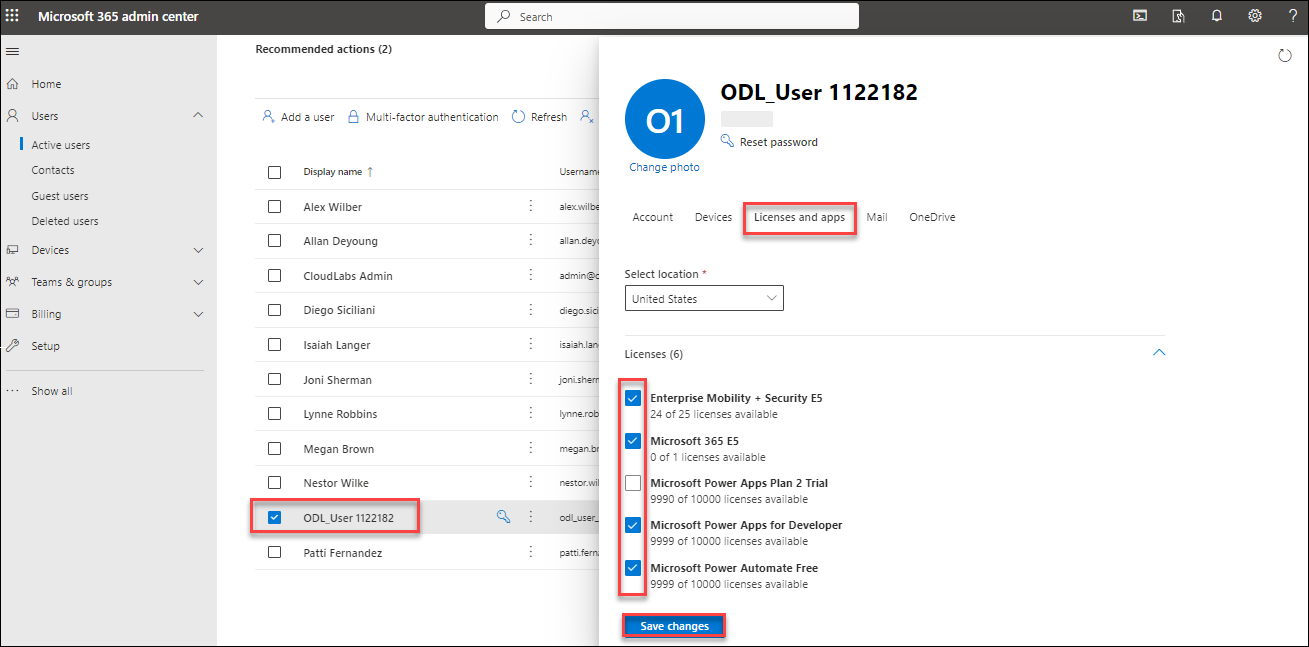 Microsoft 365 admin center
Search
?
Home
Users
Active users
Contacts
Guest users
Deleted users
Devices
Teams & groups
Billing
Setup
Show all
Recommended actions (2)
Add a user
Multi-factor authentication
Refresh
Display name ↑
Username
Alex Wilber
alex.wilbe
Allan Deyoung
allan.deyo
CloudLabs Admin
admin@c
Diego Siciliani
diego.sici
Isaiah Langer
isaiah.lang
Joni Sherman
joni.sherm
Lynne Robbins
lynne.rob
Megan Brown
megan.br
Nestor Wilke
nestor.wil
ODL_User 1122182
odl_user_
Patti Fernandez
patti.ferna
O1
Change photo
ODL_User 1122182
Reset password
Account
Devices
Licenses and apps
Mail
OneDrive
Select location *
United States
Licenses (6)
Enterprise Mobility + Security E5
24 of 25 licenses available
Microsoft 365 E5
0 of 1 licenses available
Microsoft Power Apps Plan 2 Trial
9990 of 10000 licenses available
Microsoft Power Apps for Developer
9999 of 10000 licenses available
Microsoft Power Automate Free
9999 of 10000 licenses available
Save changes